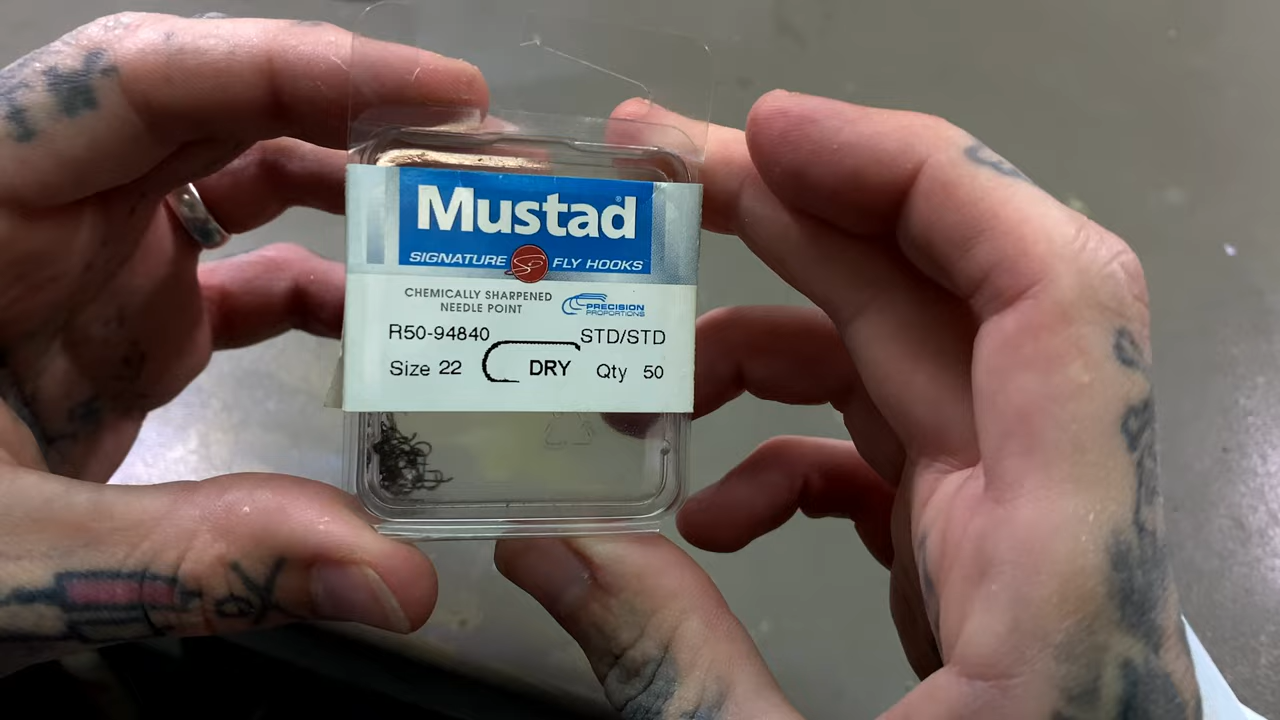 Mustad®
SIGNATURE FLY HOOKS
CHEMICALLY SHARPENED
NEEDLE POINT
PRECISION
PROPORTIONS
R50-94840 STD/STD
Size 22 DRY Qty 50